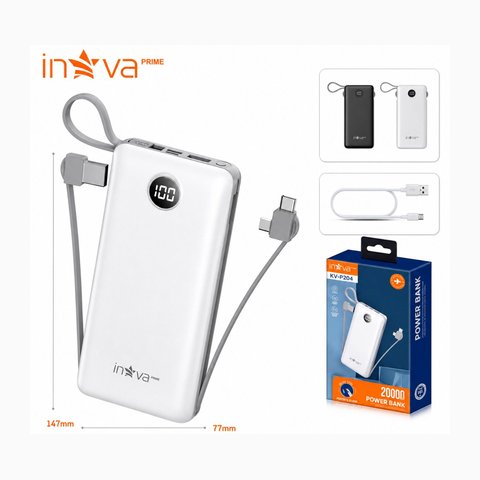 inova PRIME
100
inova PRIME
147mm
77mm
inova
KV-P204
POWER BANK
20000
POWER BANK